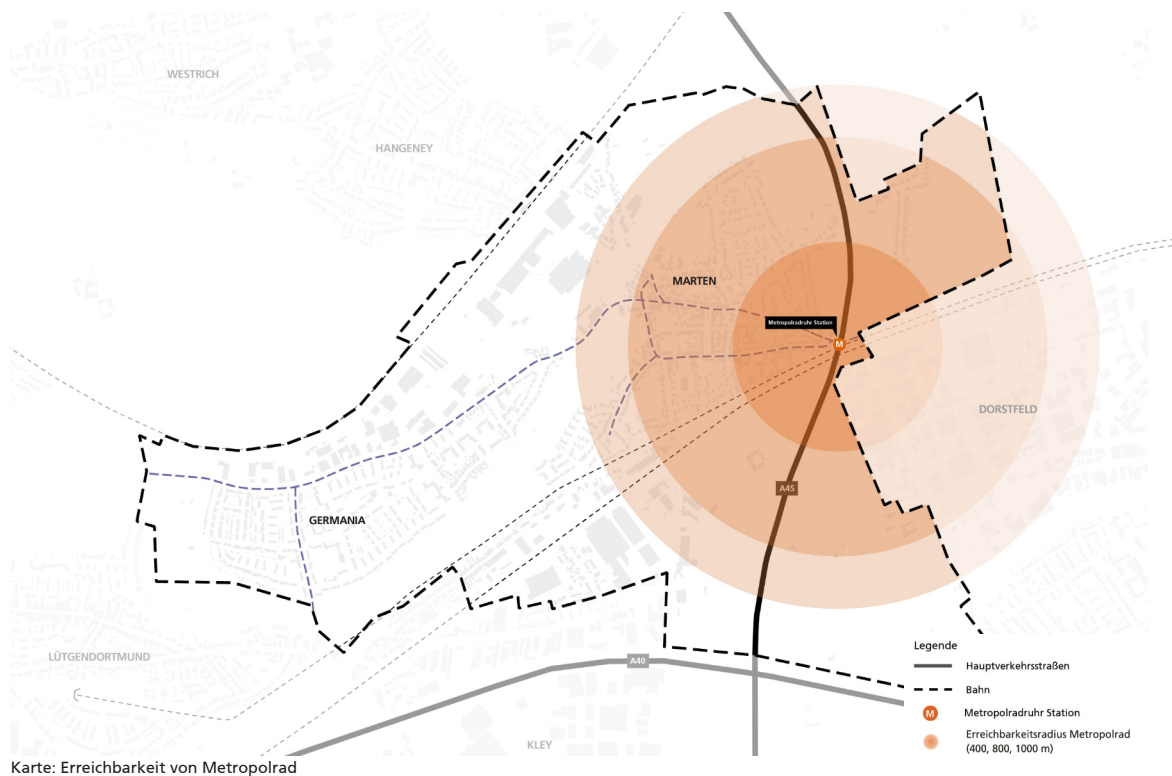 WESTRICH
HANGENEY
MARTEN
Metropolradruhr Station
M
DORSTFELD
A45
GERMANIA
LÜTGENDORTMUND
A40
KLEY
Legende
Hauptverkehrsstraßen
Bahn
M Metropolradruhr Station
Erreichbarkeitsradius Metropolrad
(400, 800, 1000 m)
Karte: Erreichbarkeit von Metropolrad